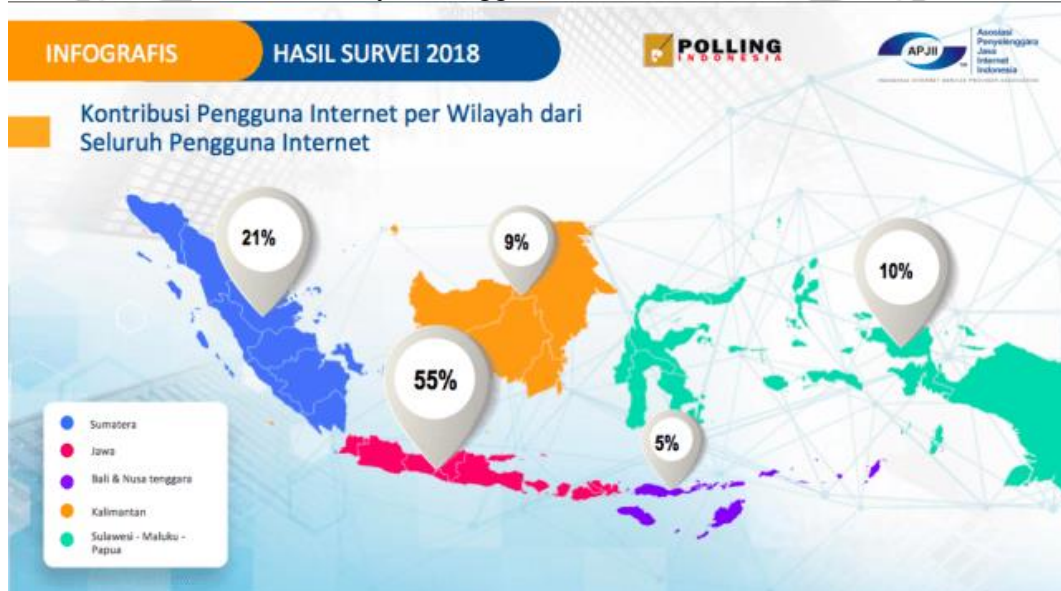 INFOGRAFIS
HASIL SURVEI 2018
POLLING
INDONESIA
APJII
Asosiasi
Penyelenggara
Jasa
Internet
Indonesia
Kontribusi Pengguna Internet per Wilayah dari
Seluruh Pengguna Internet
21%
9%
10%
55%
5%
Sumatera
Jawa
Bali & Nusa tenggara
Kalimantan
Sulawesi - Maluku -
Papua